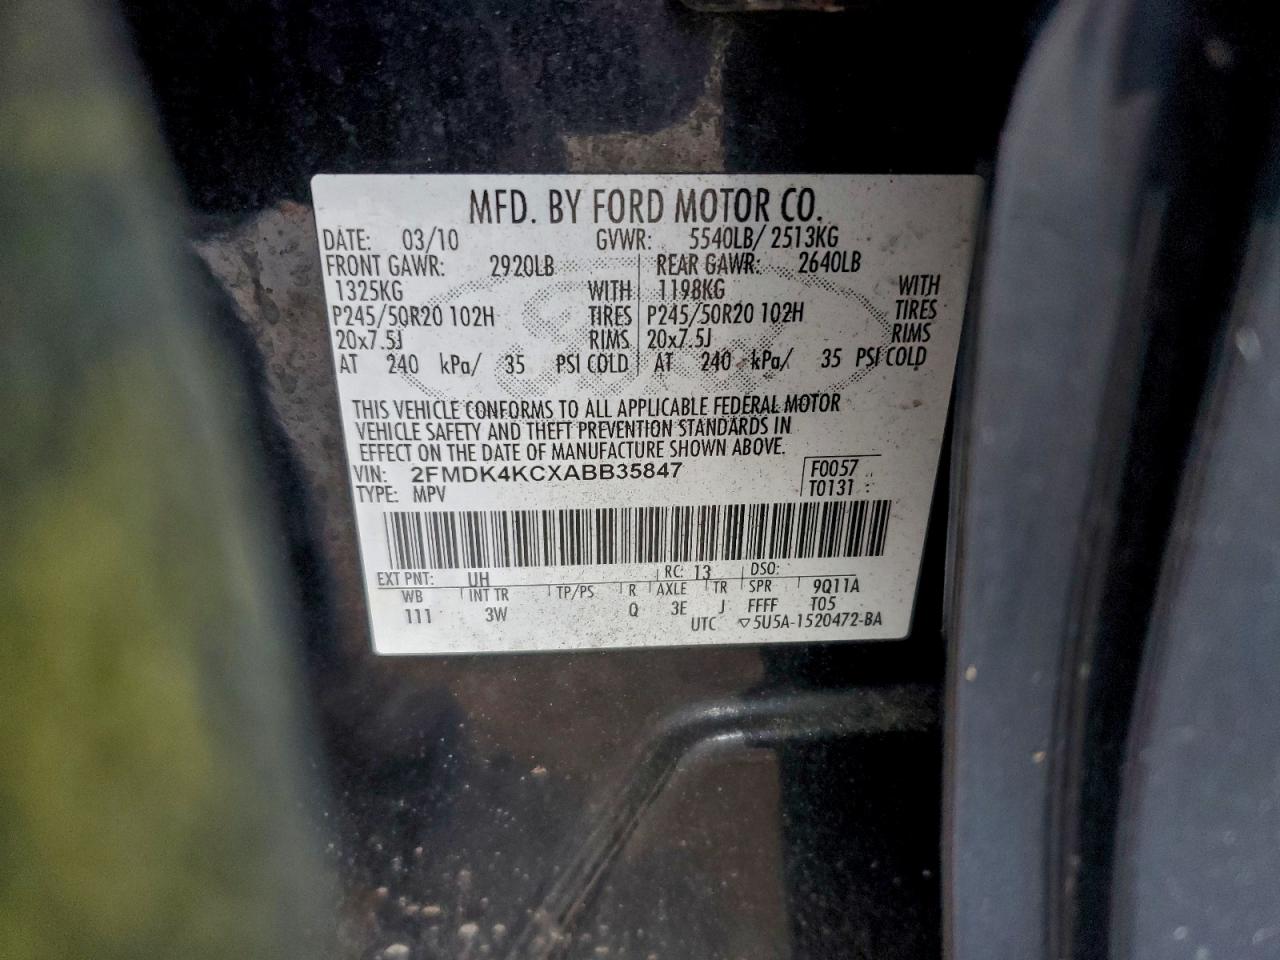 MFD. BY FORD MOTOR CO.
DATE: 03/10 GVWR: 5540LB/ 2513KG
FRONT GAWR: 2920LB REAR GAWR: 2640LB
1325KG WITH 1198KG WITH
P245/50R20 102H TIRES P245/50R20 102H TIRES
20x7.5J RIMS 20x7.5J RIMS
AT 240 kPa/ 35 PSI COLD AT 240 kPa/ 35 PSI COLD
THIS VEHICLE CONFORMS TO ALL APPLICABLE FEDERAL MOTOR
VEHICLE SAFETY AND THEFT PREVENTION STANDARDS IN
EFFECT ON THE DATE OF MANUFACTURE SHOWN ABOVE.
VIN: 2FMDK4KCXABB35847 F0057
TYPE: MPV T0131
EXT PNT: UH RC: 13 DSO:
WB INT TR TP/PS R AXLE TR SPR 9Q11A
111 3W Q 3E J FFFF T05
UTC ▽5U5A-1520472-BA